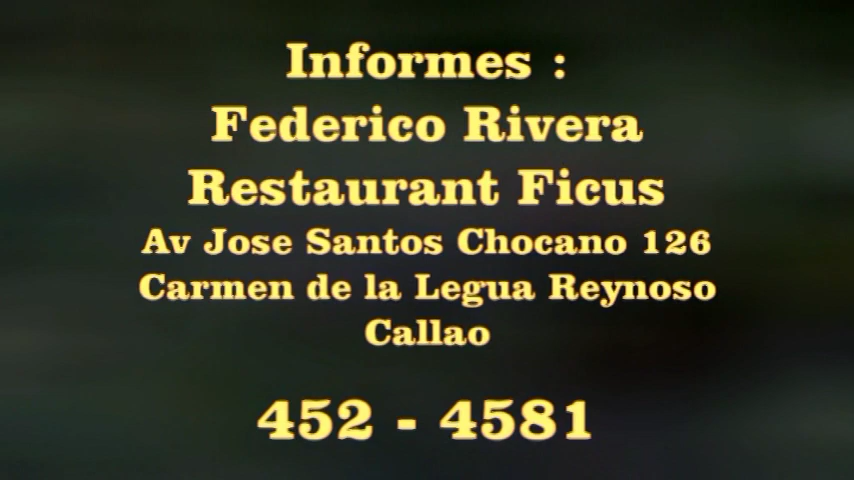 Informes :
Federico Rivera
Restaurant Ficus
Av Jose Santos Chocano 126
Carmen de la Legua Reynoso
Callao
452 - 4581